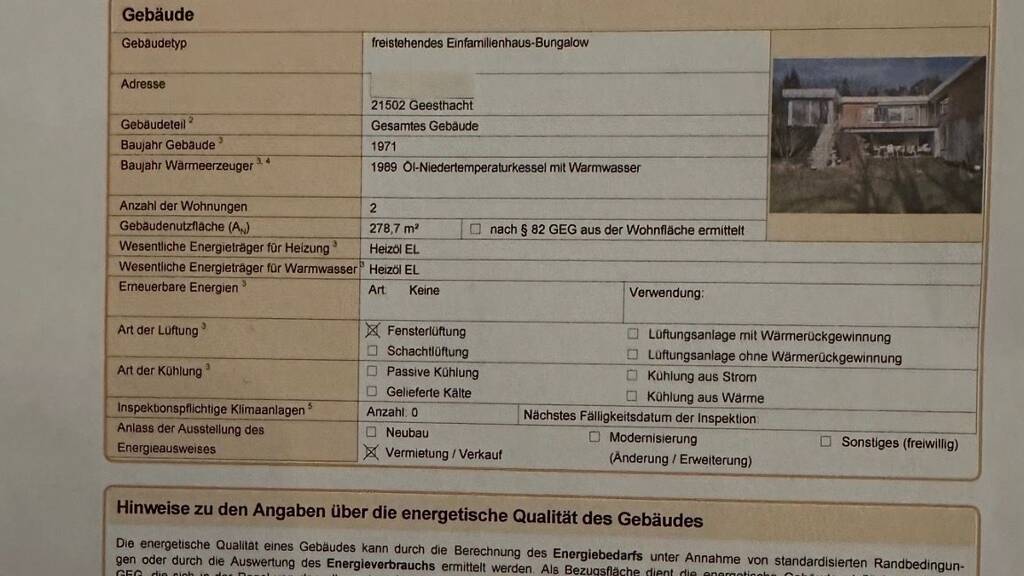 Gebäude
Gebäudetyp freistehendes Einfamilienhaus-Bungalow
Adresse
21502 Geesthacht
Gebäudeteil 2 Gesamtes Gebäude
Baujahr Gebäude 3 1971
Baujahr Wärmeerzeuger 3, 4 1989 Öl-Niedertemperaturkessel mit Warmwasser
Anzahl der Wohnungen 2
Gebäudenutzfläche (AN) 278,7 m² ☐ nach § 82 GEG aus der Wohnfläche ermittelt
Wesentliche Energieträger für Heizung 3 Heizöl EL
Wesentliche Energieträger für Warmwasser 3 Heizöl EL
Erneuerbare Energien 3 Art: Keine Verwendung:
Art der Lüftung 3 ☒ Fensterlüftung ☐ Lüftungsanlage mit Wärmerückgewinnung
☐ Schachtlüftung ☐ Lüftungsanlage ohne Wärmerückgewinnung
Art der Kühlung 3 ☐ Passive Kühlung ☐ Kühlung aus Strom
☐ Gelieferte Kälte ☐ Kühlung aus Wärme
Inspektionspflichtige Klimaanlagen 5 Anzahl: 0 Nächstes Fälligkeitsdatum der Inspektion:
Anlass der Ausstellung des ☐ Neubau ☐ Modernisierung ☐ Sonstiges (freiwillig)
Energieausweises ☒ Vermietung / Verkauf (Änderung / Erweiterung)
Hinweise zu den Angaben über die energetische Qualität des Gebäudes
Die energetische Qualität eines Gebäudes kann durch die Berechnung des Energiebedarfs unter Annahme von standardisierten Randbedingun-
gen oder durch die Auswertung des Energieverbrauchs ermittelt werden. Als Bezugsfläche dient die energetische